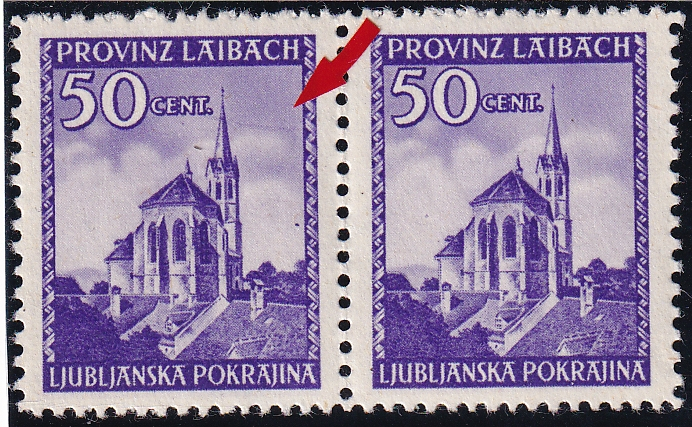 PROVINZ LAIBACH
50 CENT.
LJUBLJANSKA POKRAJINA
PROVINZ LAIBACH
50 CENT.
LJUBLJANSKA POKRAJINA